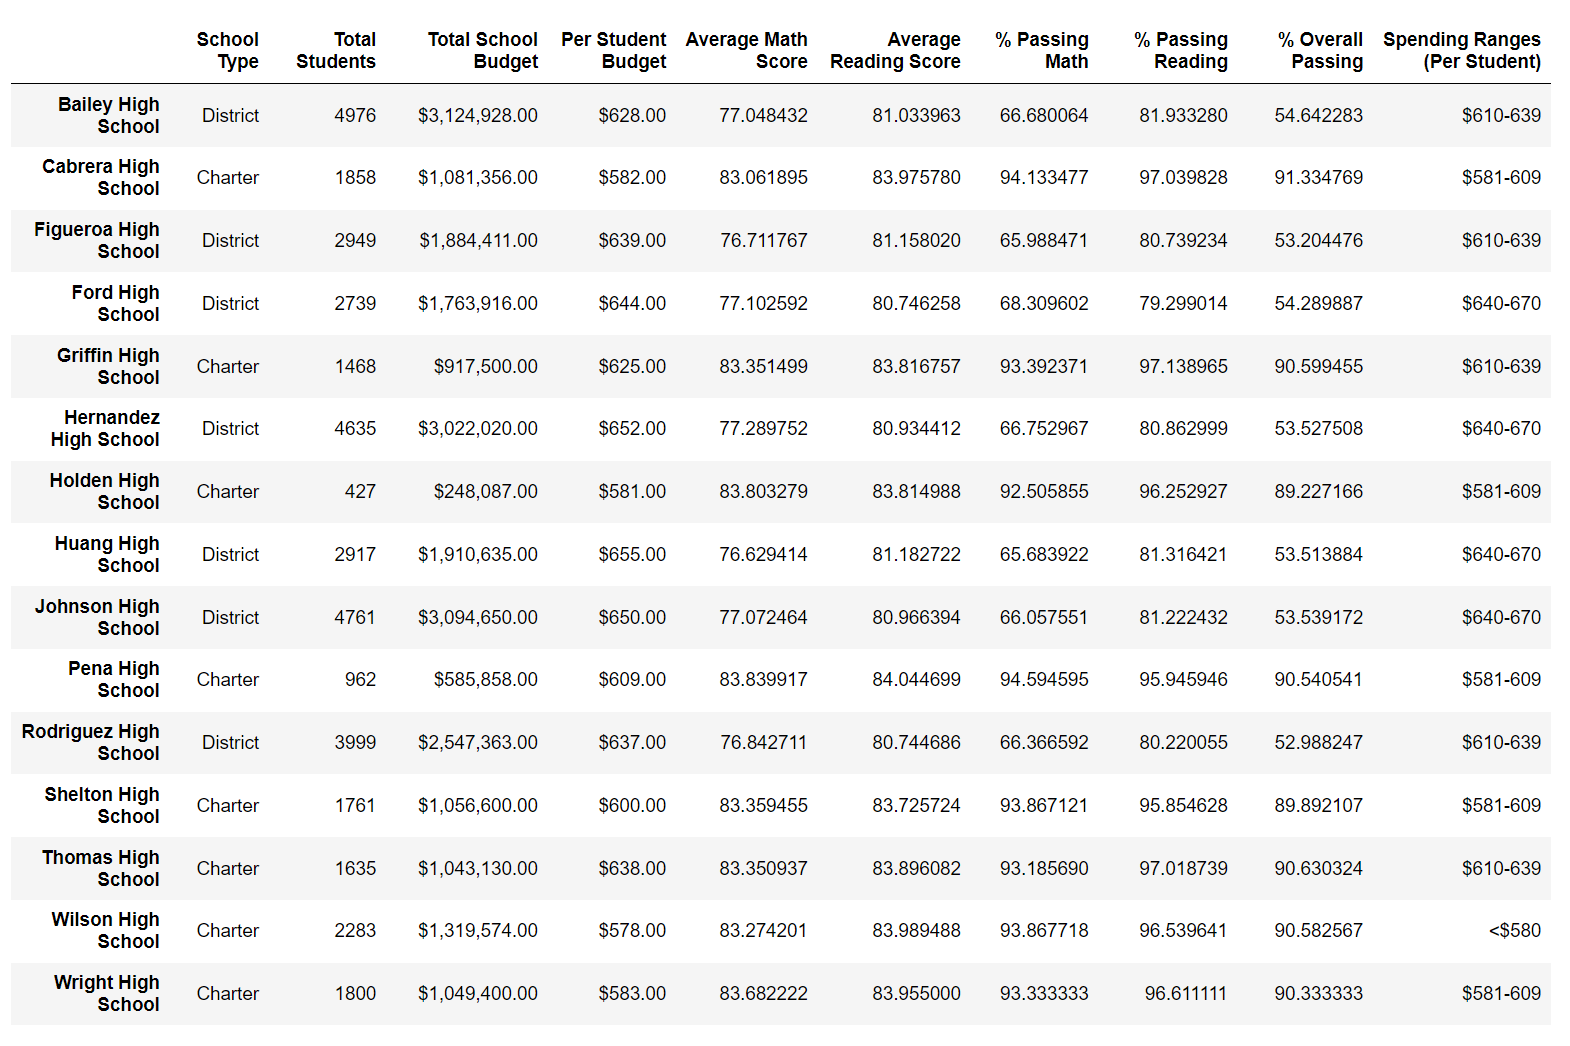 School Type Total Students Total School Budget Per Student Budget Average Math Score Average Reading Score % Passing Math % Passing Reading % Overall Passing Spending Ranges (Per Student)
Bailey High School District 4976 $3,124,928.00 $628.00 77.048432 81.033963 66.680064 81.933280 54.642283 $610-639
Cabrera High School Charter 1858 $1,081,356.00 $582.00 83.061895 83.975780 94.133477 97.039828 91.334769 $581-609
Figueroa High School District 2949 $1,884,411.00 $639.00 76.711767 81.158020 65.988471 80.739234 53.204476 $610-639
Ford High School District 2739 $1,763,916.00 $644.00 77.102592 80.746258 68.309602 79.299014 54.289887 $640-670
Griffin High School Charter 1468 $917,500.00 $625.00 83.351499 83.816757 93.392371 97.138965 90.599455 $610-639
Hernandez High School District 4635 $3,022,020.00 $652.00 77.289752 80.934412 66.752967 80.862999 53.527508 $640-670
Holden High School Charter 427 $248,087.00 $581.00 83.803279 83.814988 92.505855 96.252927 89.227166 $581-609
Huang High School District 2917 $1,910,635.00 $655.00 76.629414 81.182722 65.683922 81.316421 53.513884 $640-670
Johnson High School District 4761 $3,094,650.00 $650.00 77.072464 80.966394 66.057551 81.222432 53.539172 $640-670
Pena High School Charter 962 $585,858.00 $609.00 83.839917 84.044699 94.594595 95.945946 90.540541 $581-609
Rodriguez High School District 3999 $2,547,363.00 $637.00 76.842711 80.744686 66.366592 80.220055 52.988247 $610-639
Shelton High School Charter 1761 $1,056,600.00 $600.00 83.359455 83.725724 93.867121 95.854628 89.892107 $581-609
Thomas High School Charter 1635 $1,043,130.00 $638.00 83.350937 83.896082 93.185690 97.018739 90.630324 $610-639
Wilson High School Charter 2283 $1,319,574.00 $578.00 83.274201 83.989488 93.867718 96.539641 90.582567 <$580
Wright High School Charter 1800 $1,049,400.00 $583.00 83.682222 83.955000 93.333333 96.611111 90.333333 $581-609